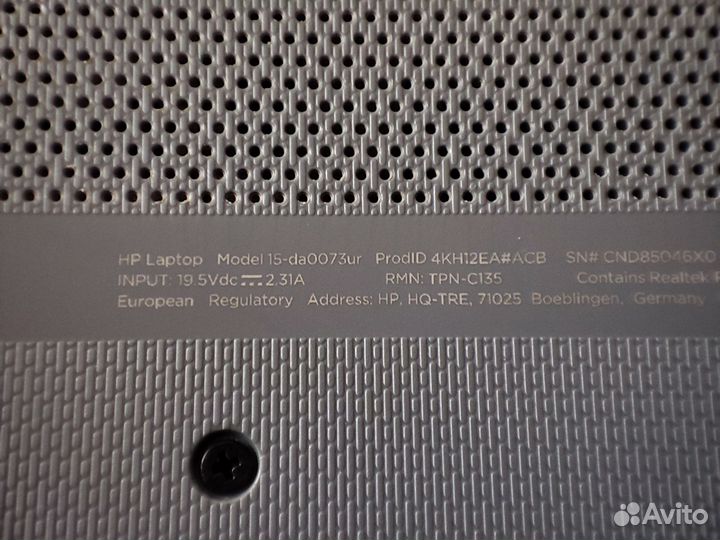 HP Laptop Model 15-da0073ur ProdID 4KH12EA#ACB SN# CND85046X0
INPUT: 19.5Vdc⎓2.31A RMN: TPN-C135 Contains Realtek
European Regulatory Address: HP, HQ-TRE, 71025 Boeblingen, Germany
Avito